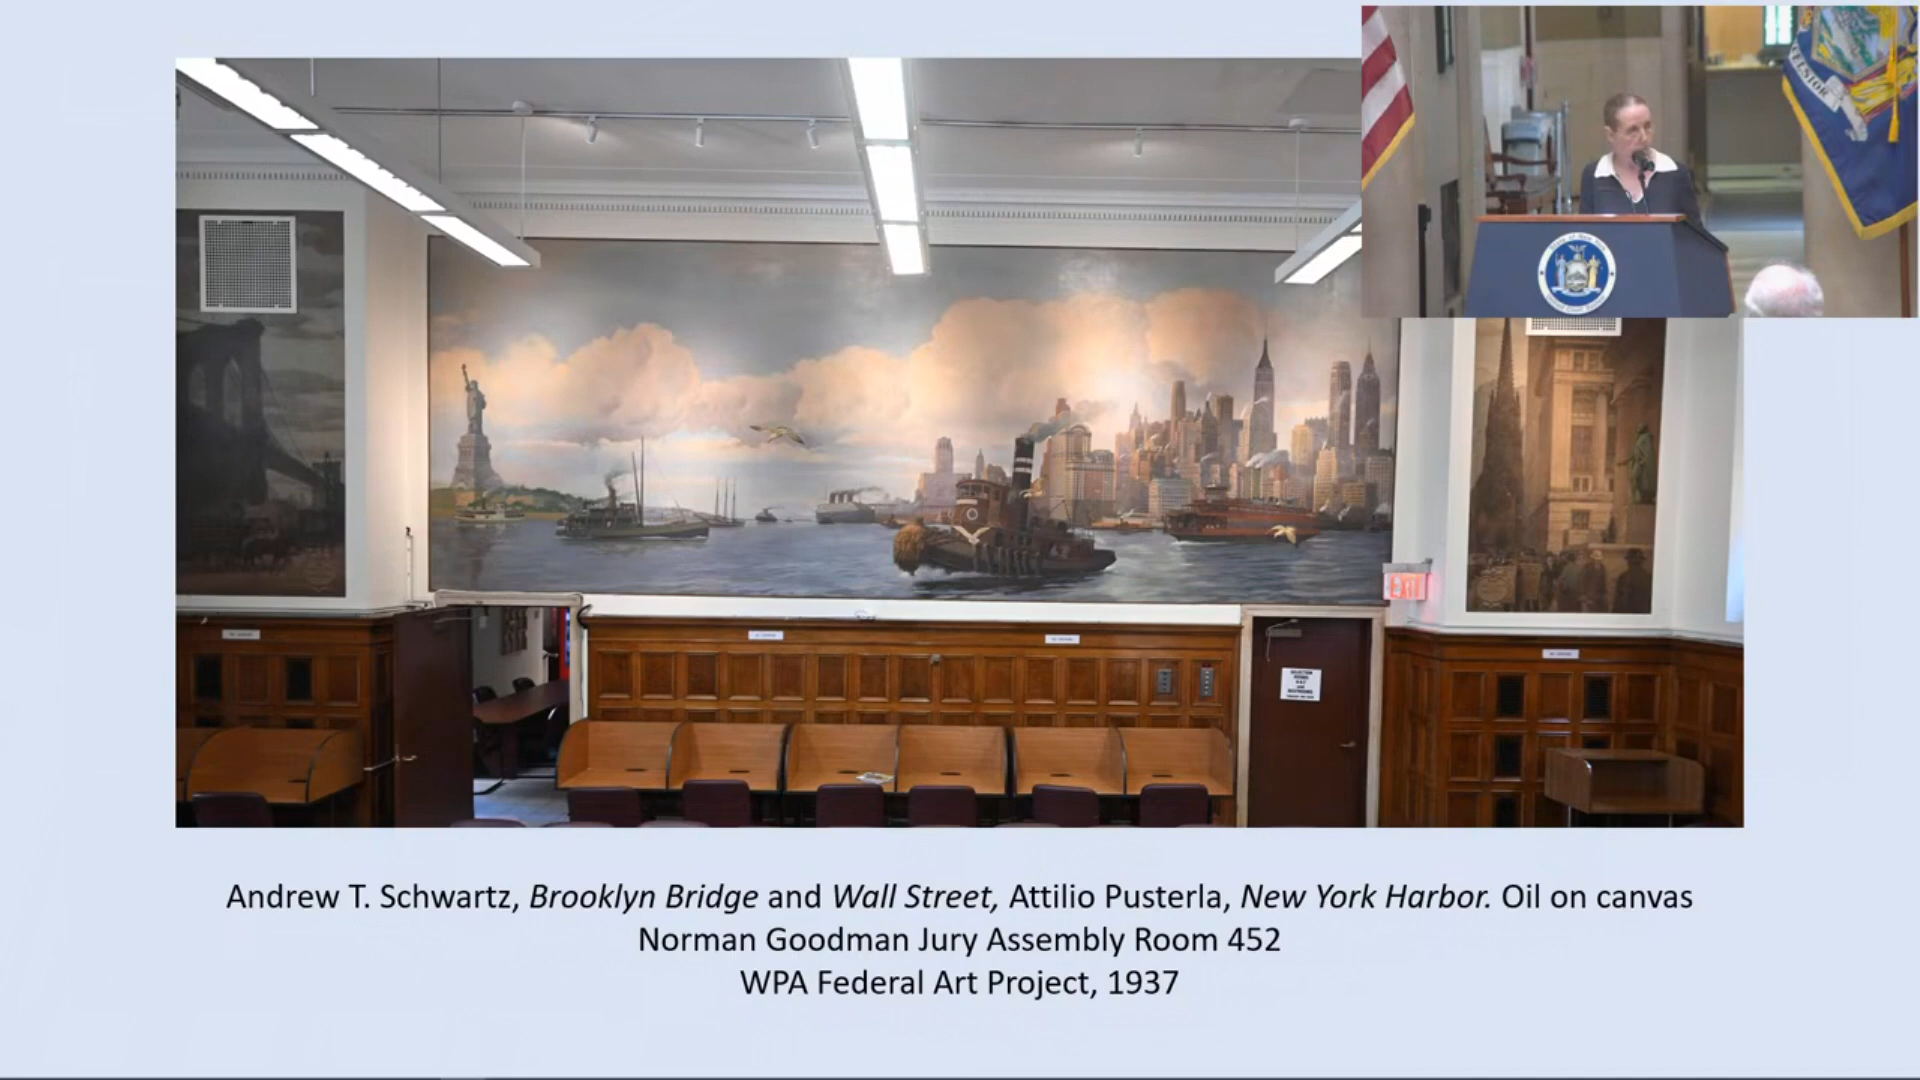 ELSIOR
EXIT
Andrew T. Schwartz, Brooklyn Bridge and Wall Street, Attilio Pusterla, New York Harbor. Oil on canvas
Norman Goodman Jury Assembly Room 452
WPA Federal Art Project, 1937